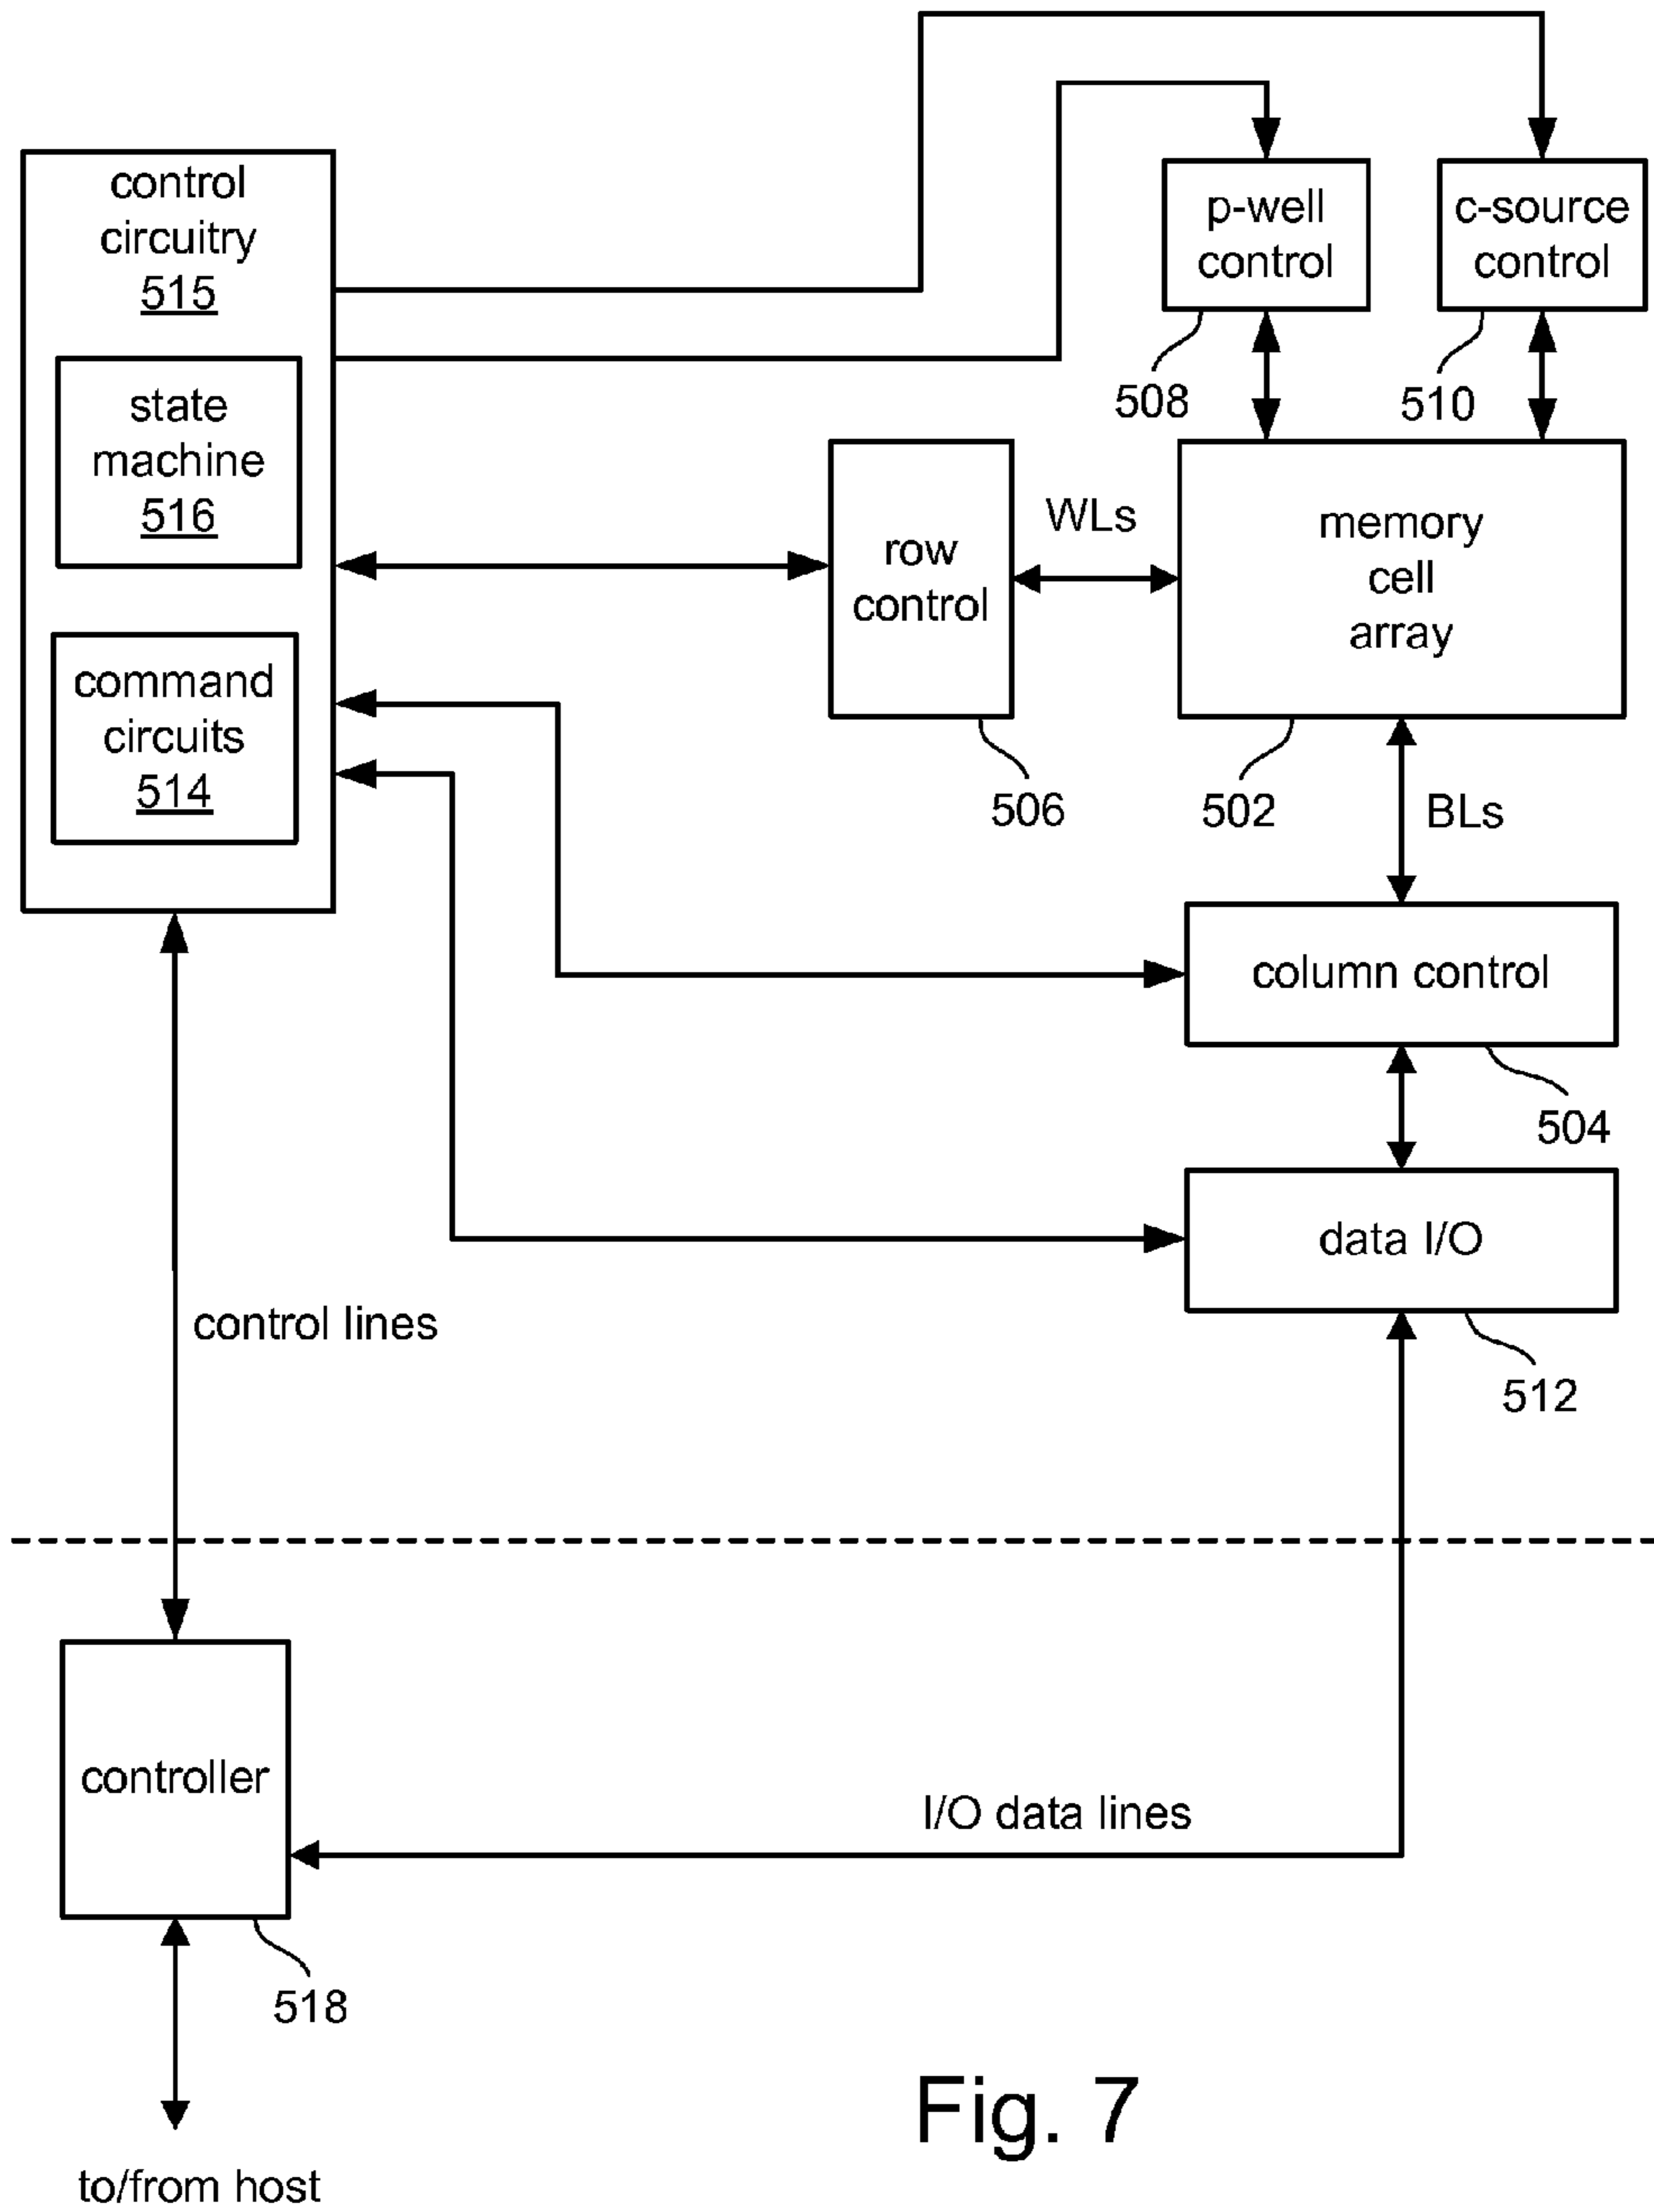 control
circuitry
515
state
machine
516
command
circuits
514
p-well
control
508
c-source
control
510
row
control
506
WLs
memory
cell
array
502
BLs
column control
504
data I/O
512
control lines
controller
518
I/O data lines
to/from host
Fig. 7